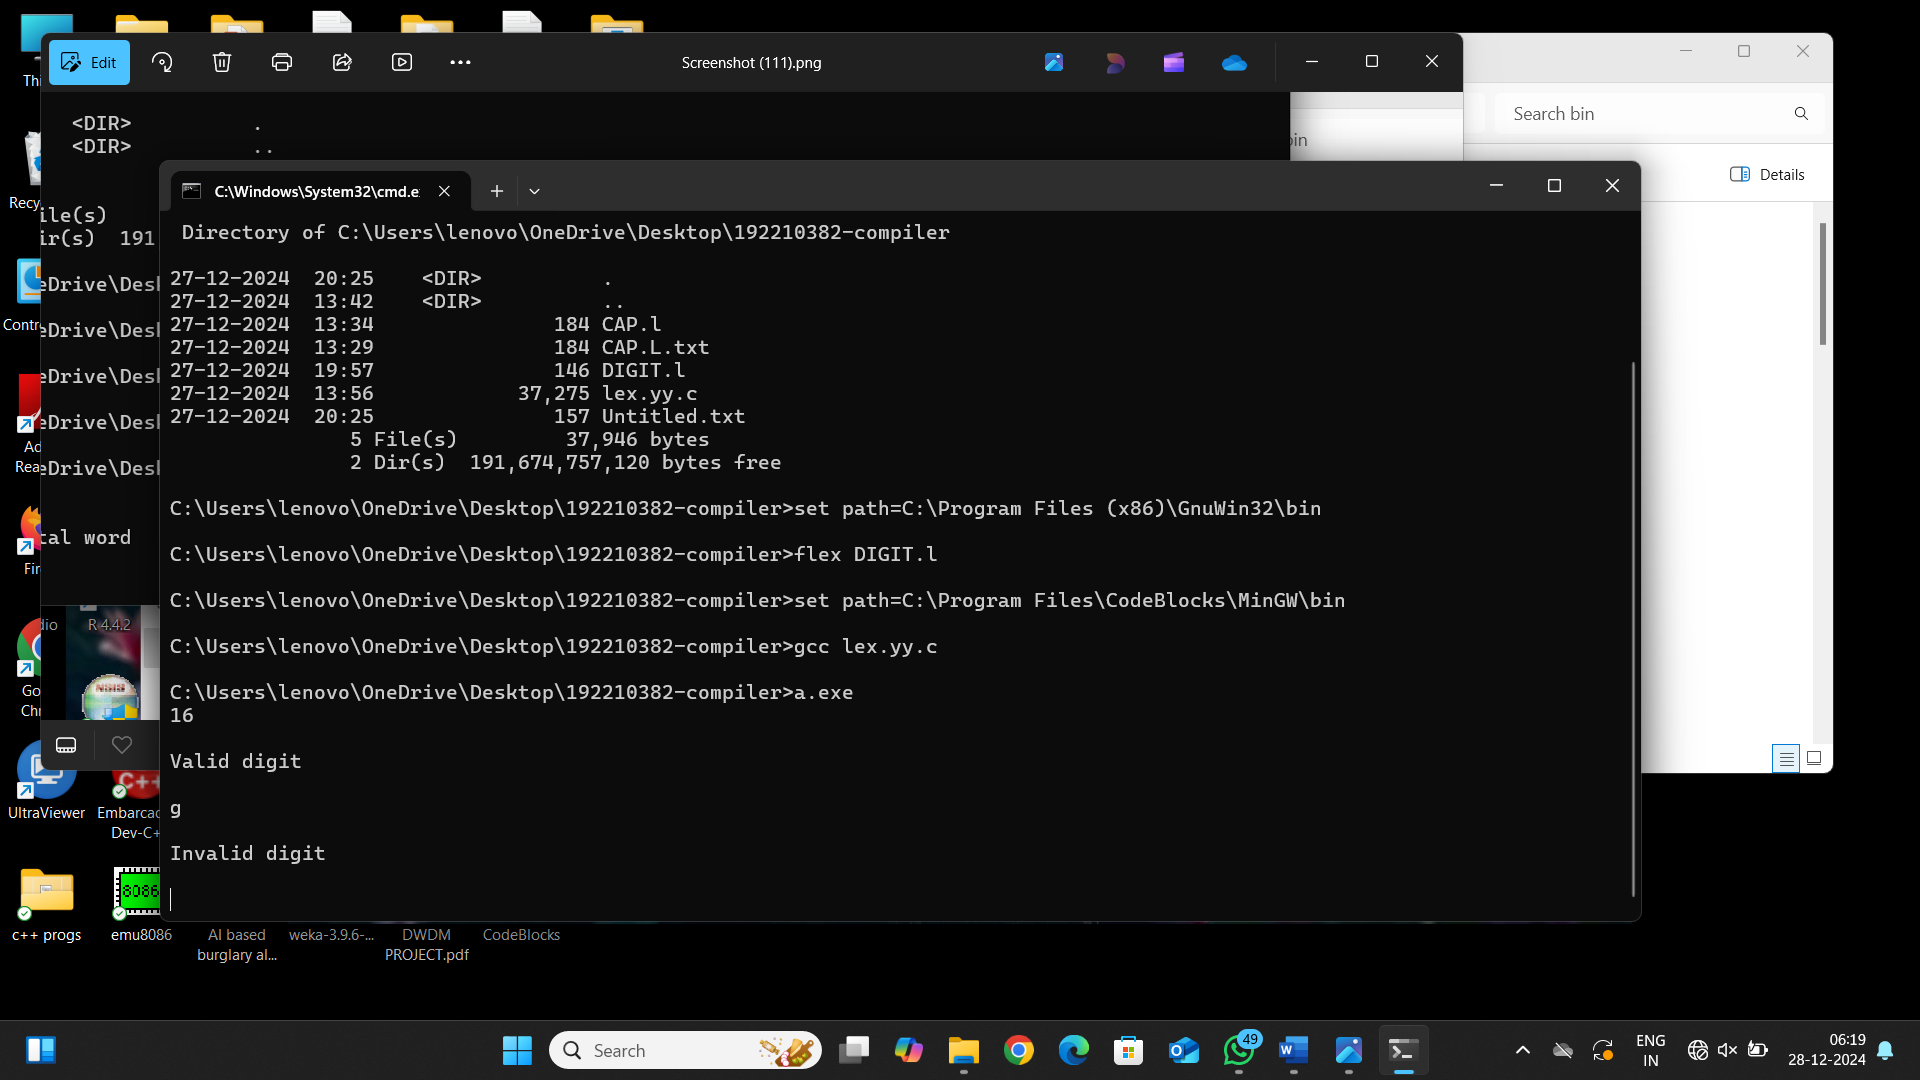 Edit
Screenshot (111).png
<DIR> .
<DIR> ..
bin
Search bin
Details
ile(s)
ir(s) 191
eDrive\Des
eDrive\Des
eDrive\Des
eDrive\Des
eDrive\Des
tal word
C:\Windows\System32\cmd.e
Directory of C:\Users\lenovo\OneDrive\Desktop\192210382-compiler
27-12-2024 20:25 <DIR> .
27-12-2024 13:42 <DIR> ..
27-12-2024 13:34 184 CAP.l
27-12-2024 13:29 184 CAP.L.txt
27-12-2024 19:57 146 DIGIT.l
27-12-2024 13:56 37,275 lex.yy.c
27-12-2024 20:25 157 Untitled.txt
5 File(s) 37,946 bytes
2 Dir(s) 191,674,757,120 bytes free
C:\Users\lenovo\OneDrive\Desktop\192210382-compiler>set path=C:\Program Files (x86)\GnuWin32\bin
C:\Users\lenovo\OneDrive\Desktop\192210382-compiler>flex DIGIT.l
C:\Users\lenovo\OneDrive\Desktop\192210382-compiler>set path=C:\Program Files\CodeBlocks\MinGW\bin
C:\Users\lenovo\OneDrive\Desktop\192210382-compiler>gcc lex.yy.c
C:\Users\lenovo\OneDrive\Desktop\192210382-compiler>a.exe
16
Valid digit
g
Invalid digit
Thi
Recy
Contr
Ad
Rea
Fir
dio R 4.4.2
NSIS
Go
Chr
UltraViewer
C++
Embarcad
Dev-C+
8086
c++ progs
emu8086
AI based
burglary al...
weka-3.9.6-...
DWDM
PROJECT.pdf
CodeBlocks
Search
49
ENG
IN
06:19
28-12-2024